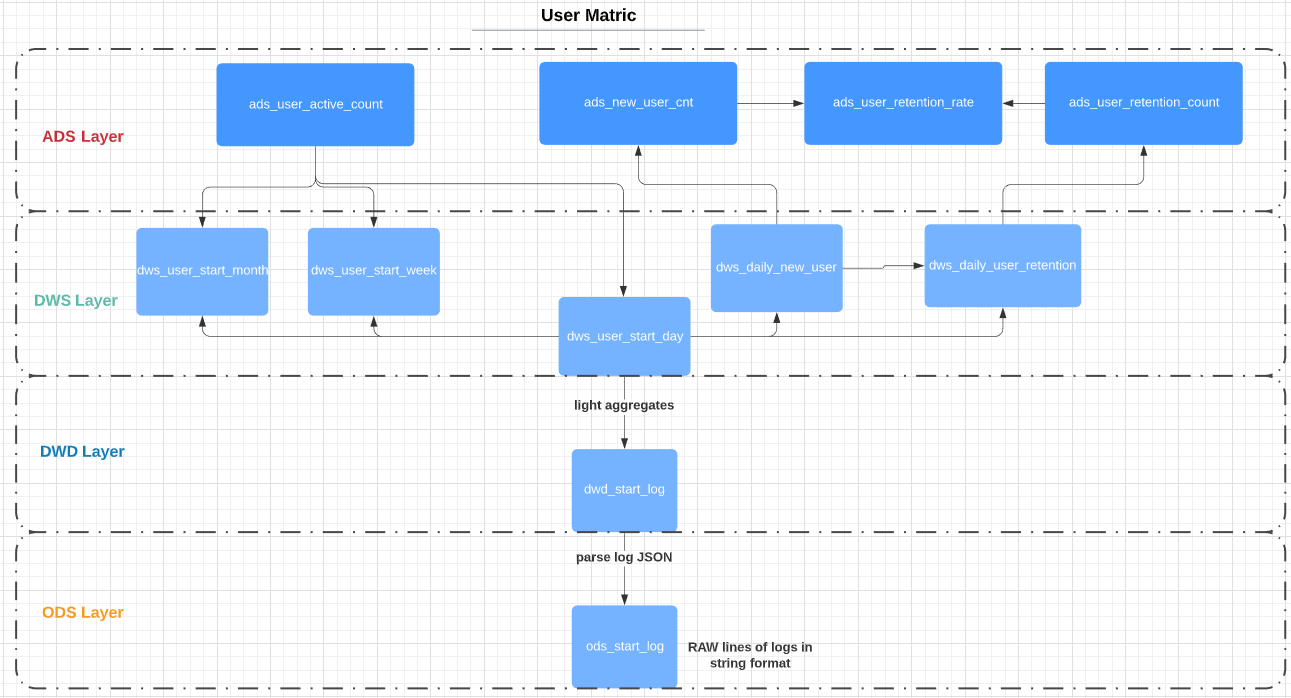 User Matric
ads_user_active_count
ads_new_user_cnt
ads_user_retention_rate
ads_user_retention_count
ADS Layer
dws_user_start_month
dws_user_start_week
dws_daily_new_user
dws_daily_user_retention
DWS Layer
dws_user_start_day
light aggregates
DWD Layer
dwd_start_log
parse log JSON
ODS Layer
ods_start_log
RAW lines of logs in
string format